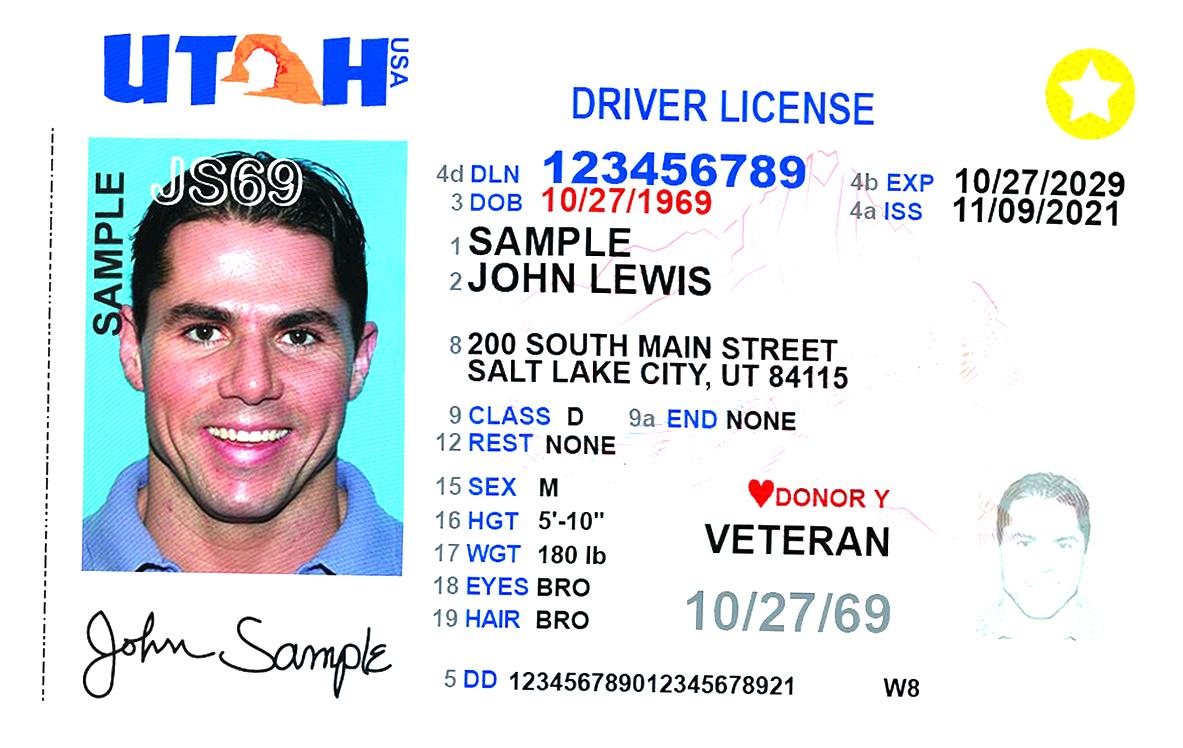 UTAH USA
DRIVER LICENSE
SAMPLE
JS69
4d DLN 123456789
3 DOB 10/27/1969
4b EXP 10/27/2029
4a ISS 11/09/2021
1 SAMPLE
2 JOHN LEWIS
8 200 SOUTH MAIN STREET
SALT LAKE CITY, UT 84115
9 CLASS D 9a END NONE
12 REST NONE
15 SEX M
16 HGT 5'-10"
17 WGT 180 lb
18 EYES BRO
19 HAIR BRO
♥DONOR Y
VETERAN
10/27/69
John Sample
5 DD 123456789012345678921 W8